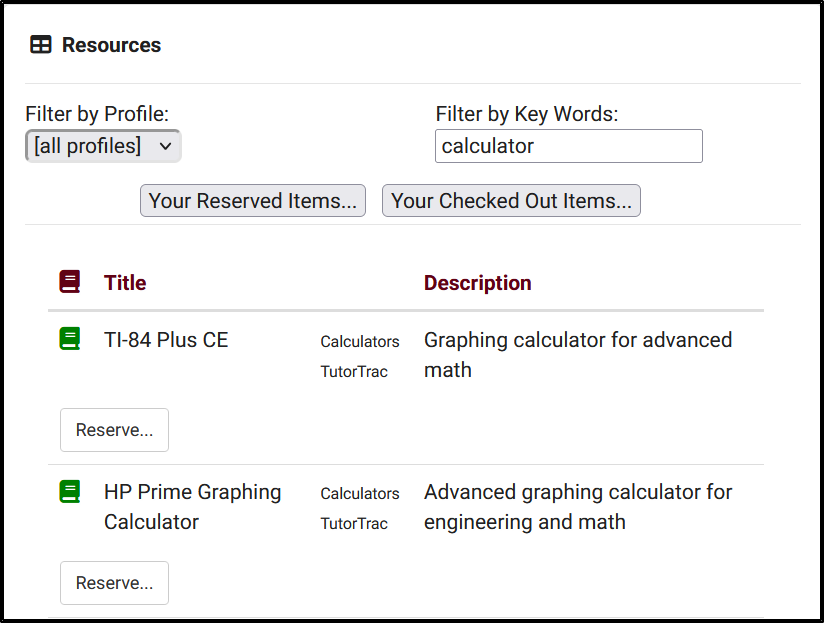 Resources
Filter by Profile:
Filter by Key Words:
[all profiles]
calculator
Your Reserved Items...
Your Checked Out Items...
Title
Description
TI-84 Plus CE
Calculators
TutorTrac
Graphing calculator for advanced
math
Reserve...
HP Prime Graphing
Calculator
Calculators
TutorTrac
Advanced graphing calculator for
engineering and math
Reserve...